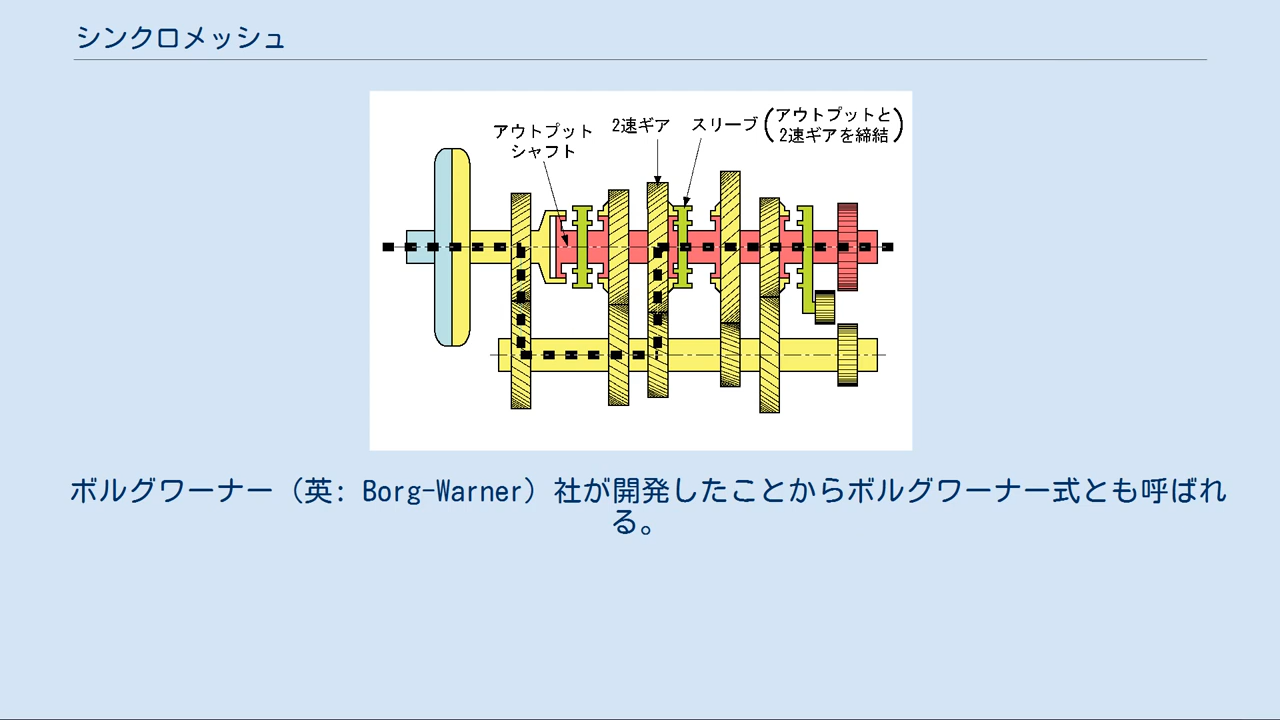 シンクロメッシュ
アウトプット
シャフト
2速ギア
スリーブ
(アウトプットと
2速ギアを締結)
ボルグワーナー（英: Borg-Warner）社が開発したことからボルグワーナー式とも呼ばれ
る。